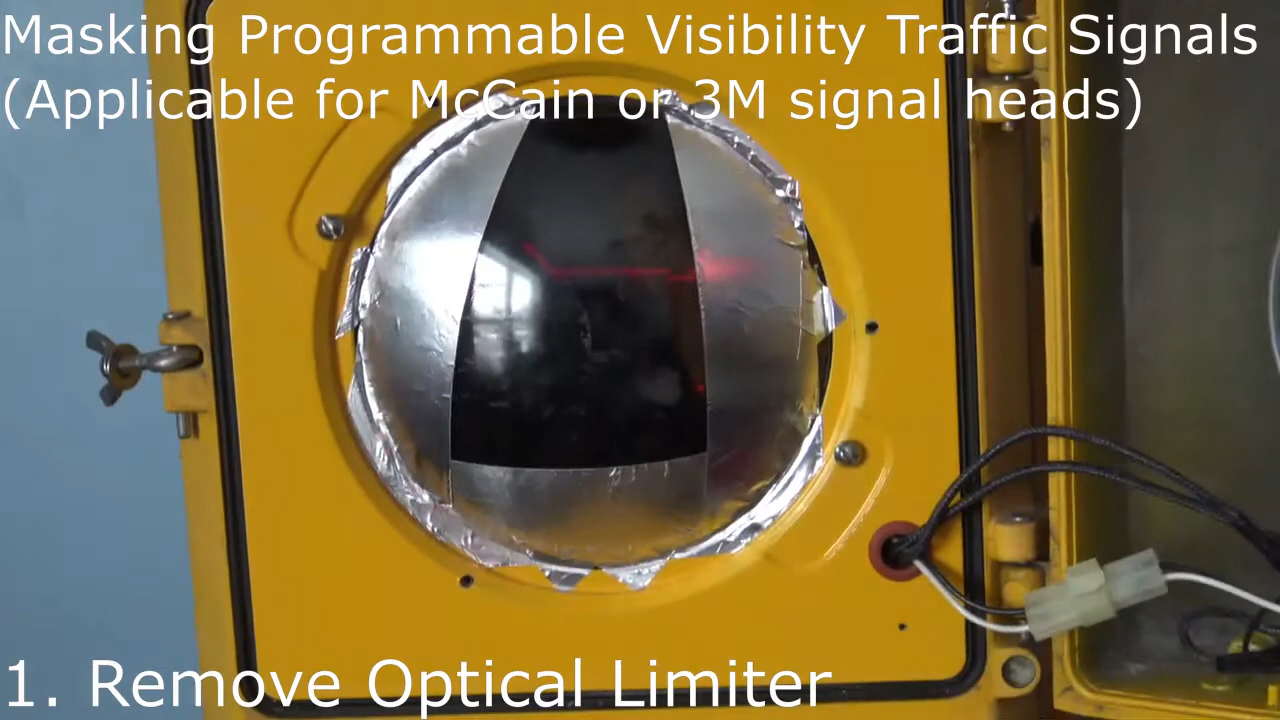 Masking Programmable Visibility Traffic Signals
(Applicable for McCain or 3M signal heads)
1. Remove Optical Limiter